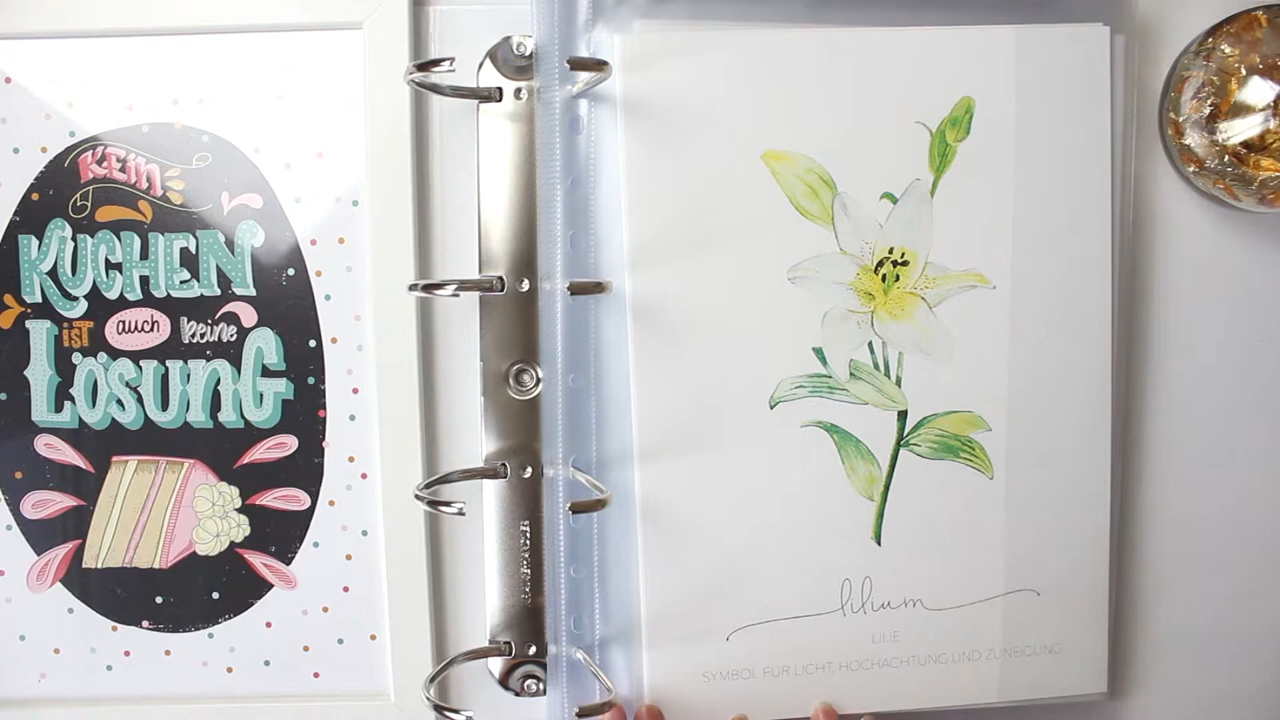 KEIN
KUCHEN
IST auch keine
LÖSUNG
lilium
LILIE
SYMBOL FÜR LICHT, HOCHACHTUNG UND ZUNEIGUNG